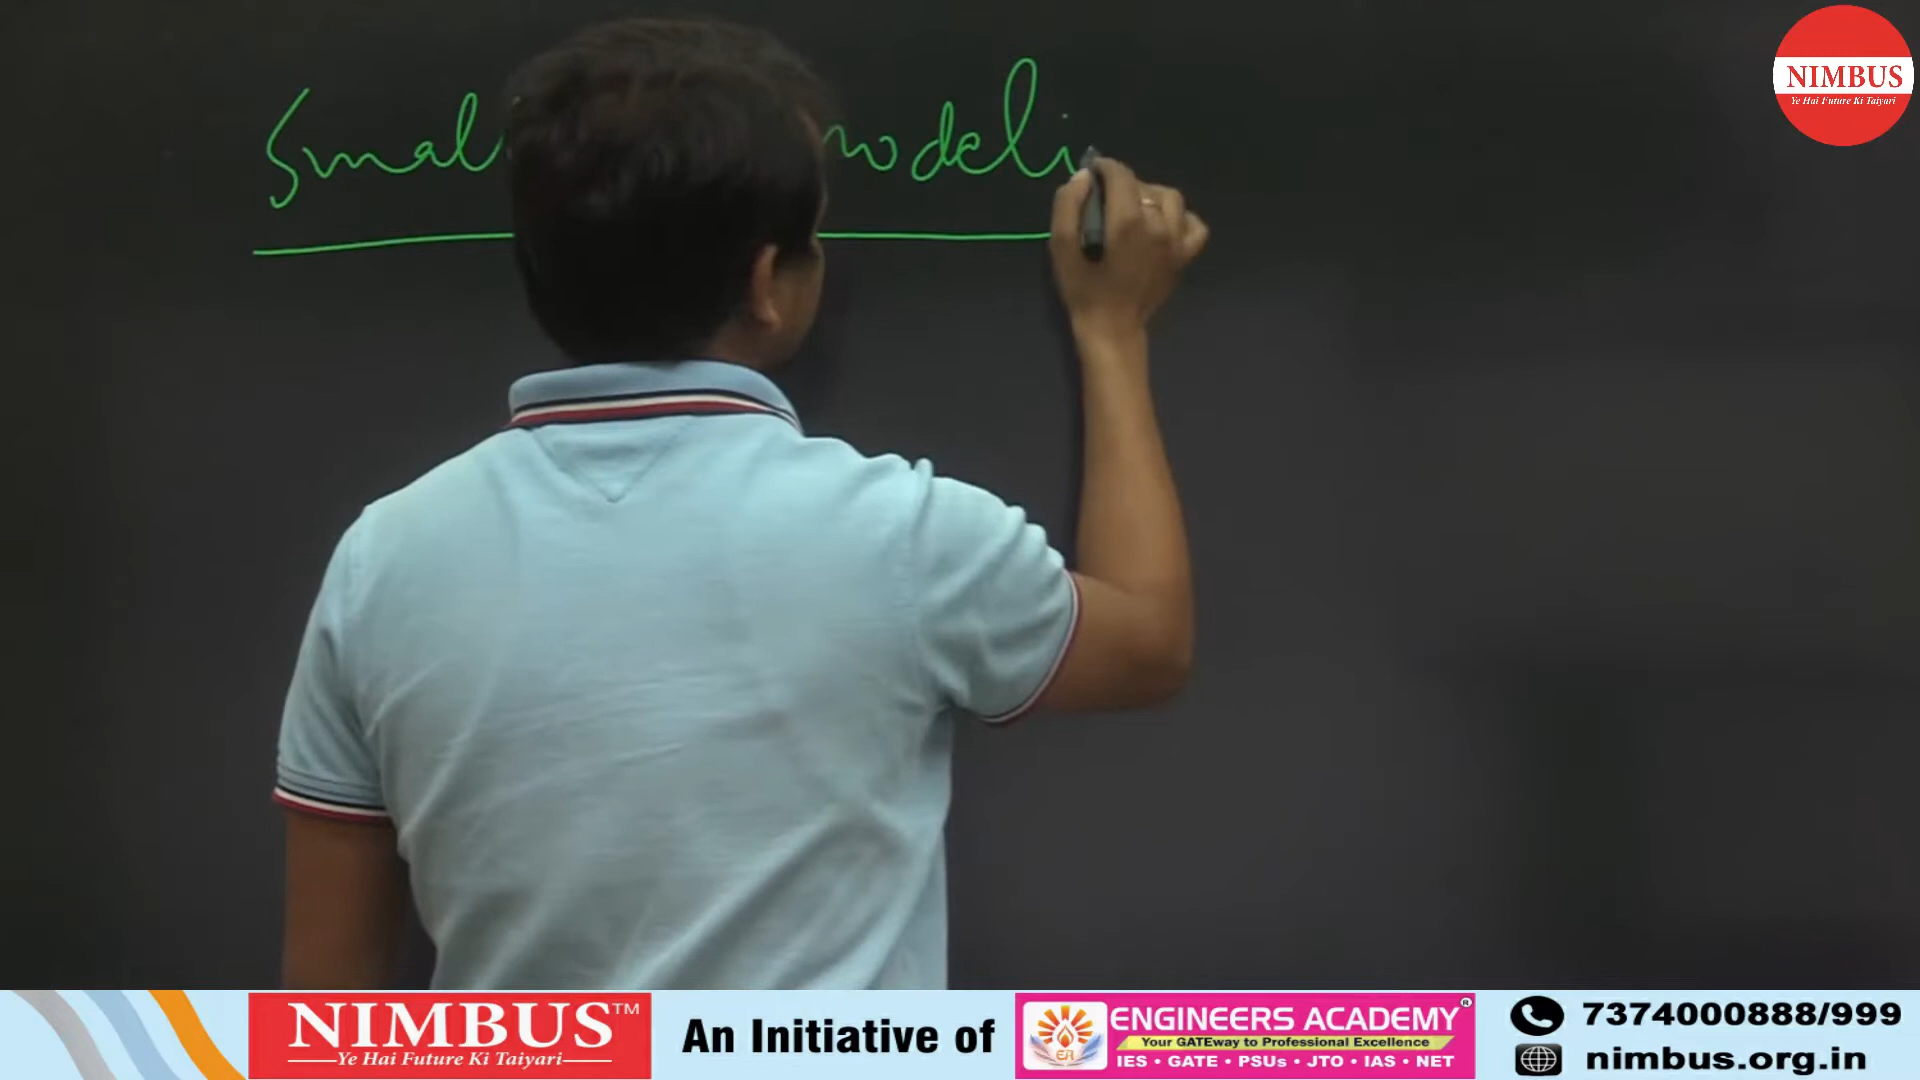 Smal modeli
NIMBUS
Ye Hai Future Ki Taiyari
NIMBUS™
Ye Hai Future Ki Taiyari
An Initiative of
ENGINEERS ACADEMY®
Your GATEway to Professional Excellence
IES • GATE • PSUs • JTO • IAS • NET
7374000888/999
nimbus.org.in